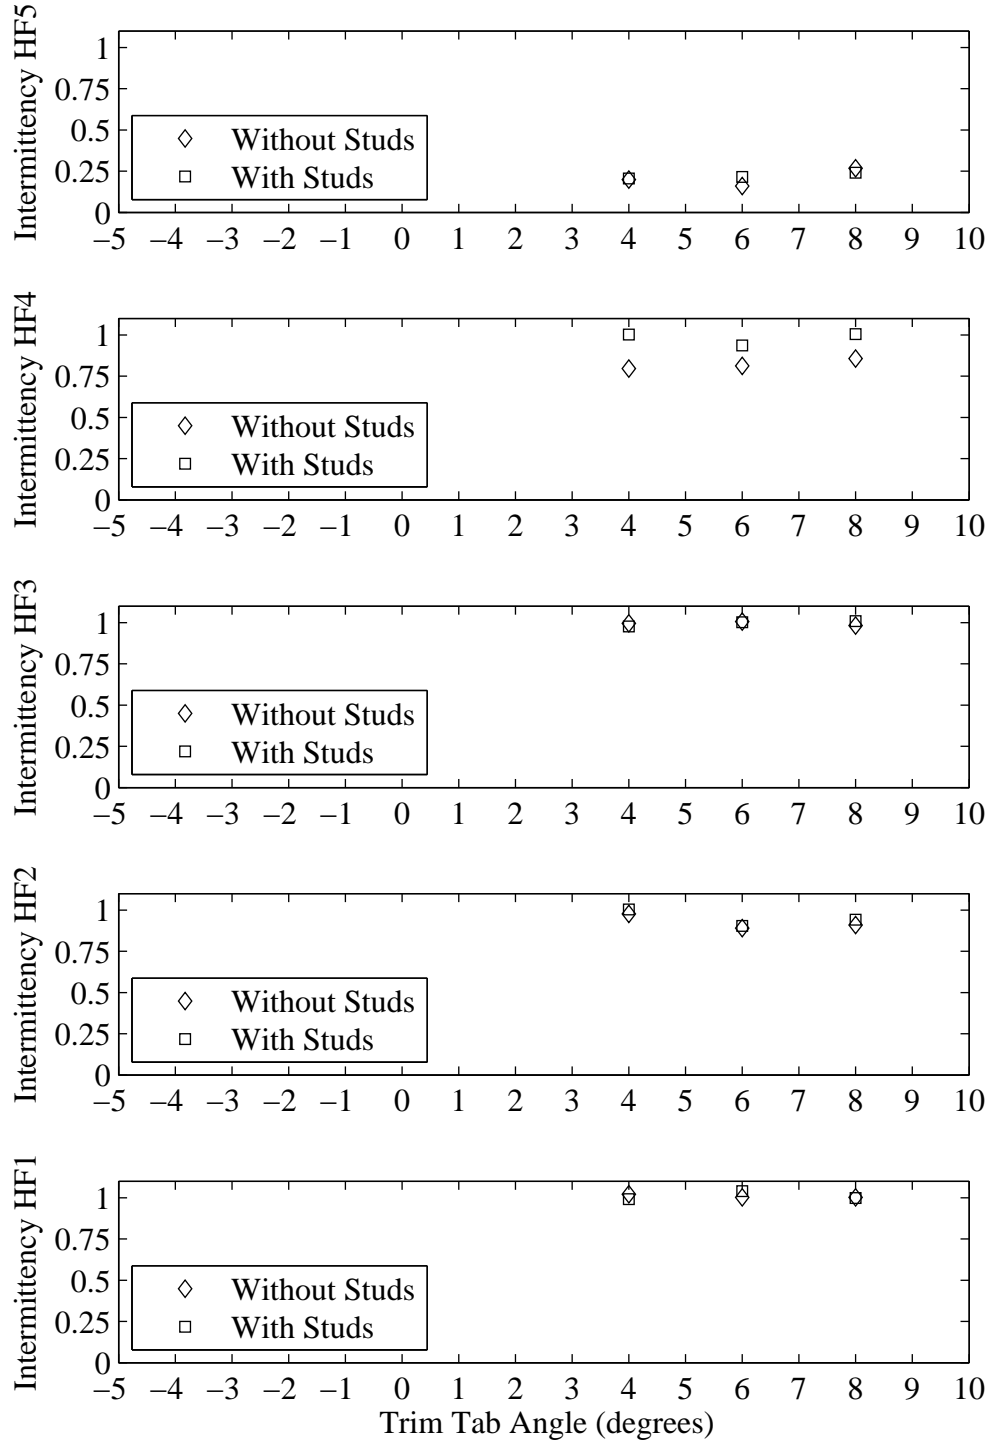 Intermittency HF5
1
0.75
0.5
0.25
0
Without Studs
With Studs
−5 −4 −3 −2 −1 0 1 2 3 4 5 6 7 8 9 10
Intermittency HF4
1
0.75
0.5
0.25
0
Without Studs
With Studs
−5 −4 −3 −2 −1 0 1 2 3 4 5 6 7 8 9 10
Intermittency HF3
1
0.75
0.5
0.25
0
Without Studs
With Studs
−5 −4 −3 −2 −1 0 1 2 3 4 5 6 7 8 9 10
Intermittency HF2
1
0.75
0.5
0.25
0
Without Studs
With Studs
−5 −4 −3 −2 −1 0 1 2 3 4 5 6 7 8 9 10
Intermittency HF1
1
0.75
0.5
0.25
0
Without Studs
With Studs
−5 −4 −3 −2 −1 0 1 2 3 4 5 6 7 8 9 10
Trim Tab Angle (degrees)